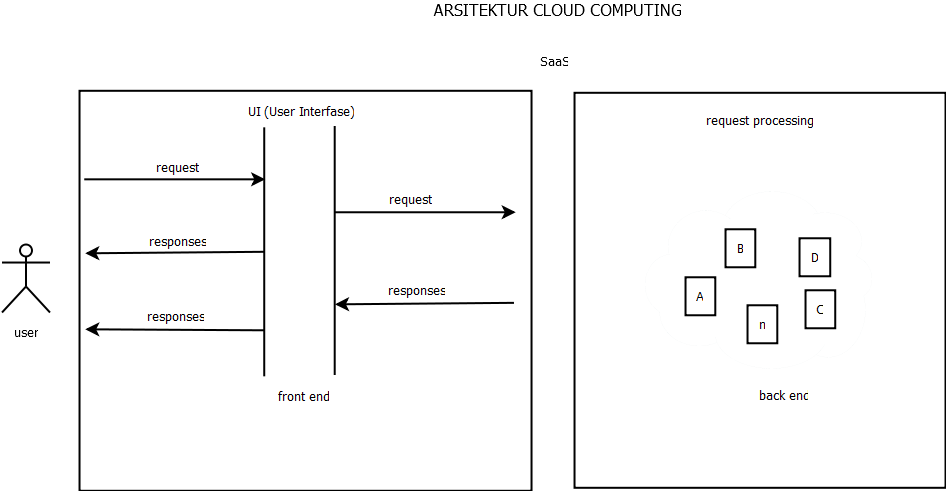 ARSITEKTUR CLOUD COMPUTING
SaaS
UI (User Interfase)
request processing
request
request
responses
B
D
responses
A
C
responses
n
user
front end
back end